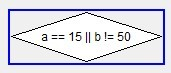 a == 15 || b != 50